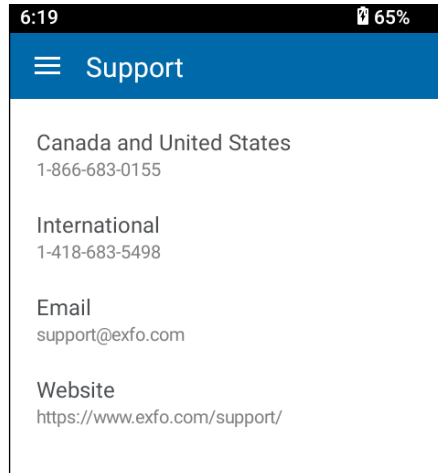 6:19 65%
Support
Canada and United States
1-866-683-0155
International
1-418-683-5498
Email
support@exfo.com
Website
https://www.exfo.com/support/